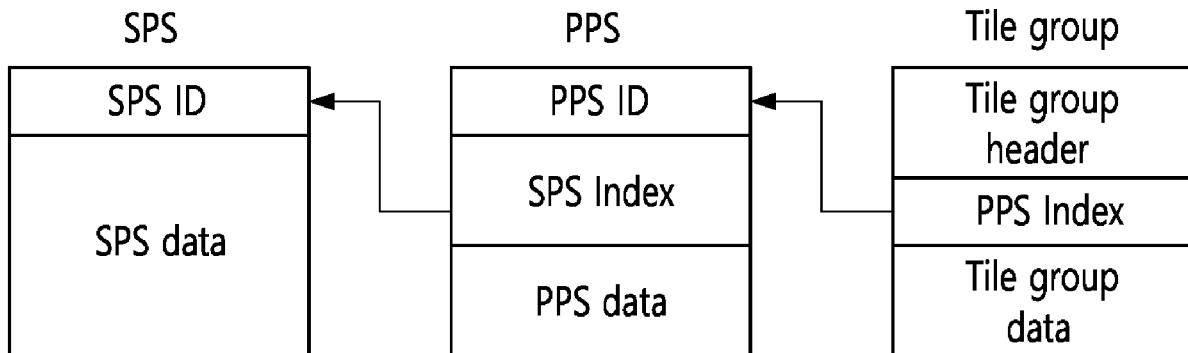 SPS
SPS ID
SPS data
PPS
PPS ID
SPS Index
PPS data
Tile group
Tile group
header
PPS Index
Tile group
data